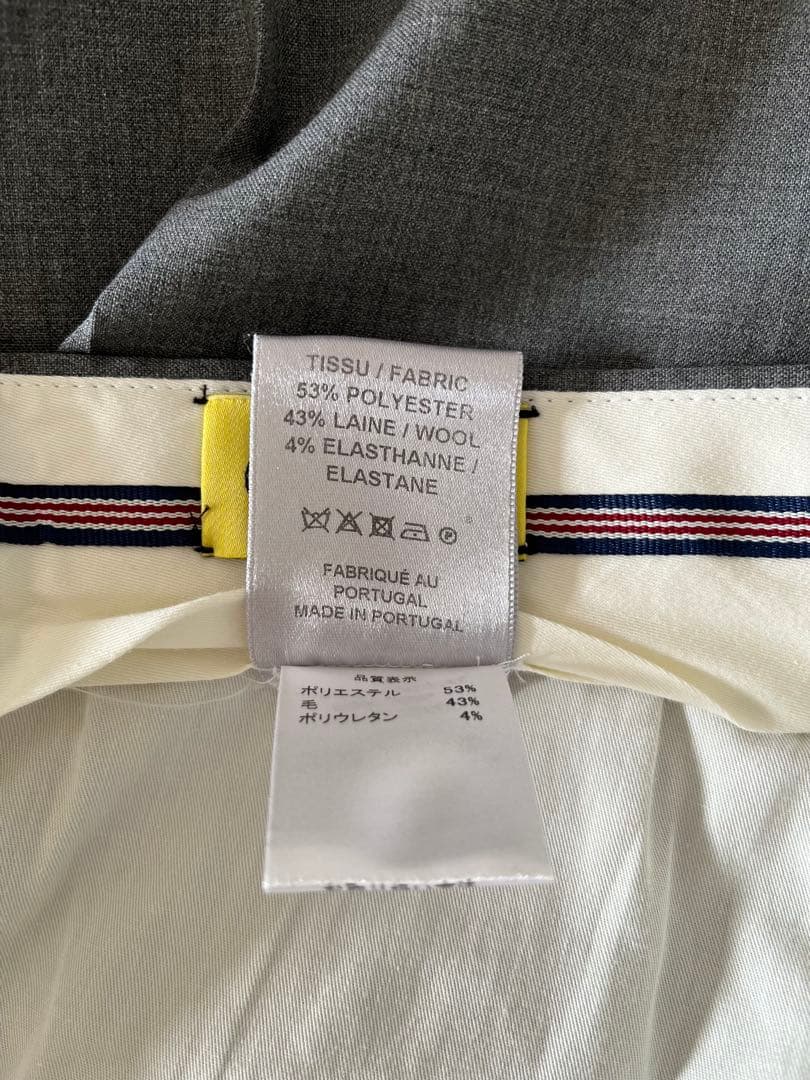 TISSU / FABRIC
53% POLYESTER
43% LAINE / WOOL
4% ELASTHANNE /
ELASTANE
P
FABRIQUÉ AU
PORTUGAL
MADE IN PORTUGAL
品質表示
ポリエステル 53%
毛 43%
ポリウレタン 4%